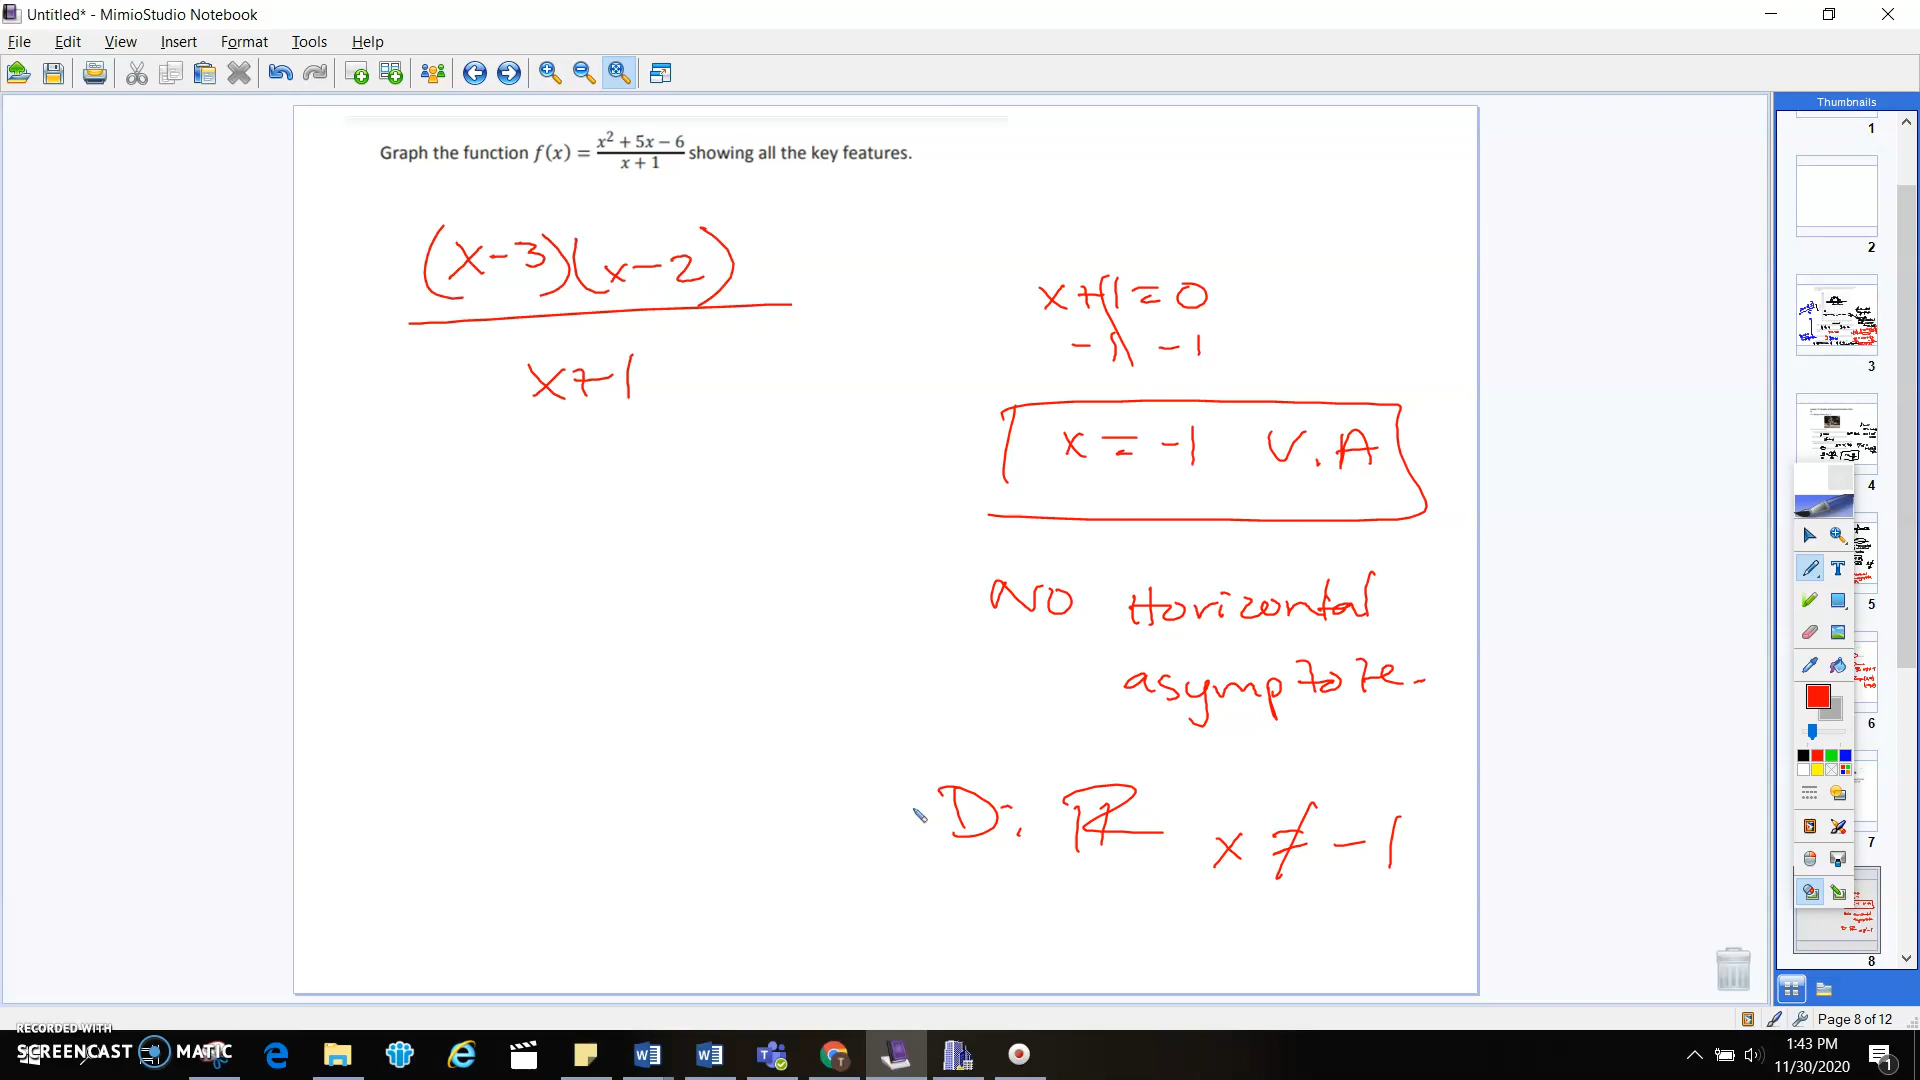 Untitled* - MimioStudio Notebook
File Edit View Insert Format Tools Help
Thumbnails
1
Graph the function f(x) = (x² + 5x − 6)/(x + 1) showing all the key features.
(x-3)(x-2)
x+1
x+1=0
-1 -1
x = -1 V.A
No Horizontal
asymptote.
D: ℝ x ≠ -1
2
3
4
5
6
7
8
Page 8 of 12
RECORDED WITH
SCREENCAST MATIC
1:43 PM
11/30/2020
1